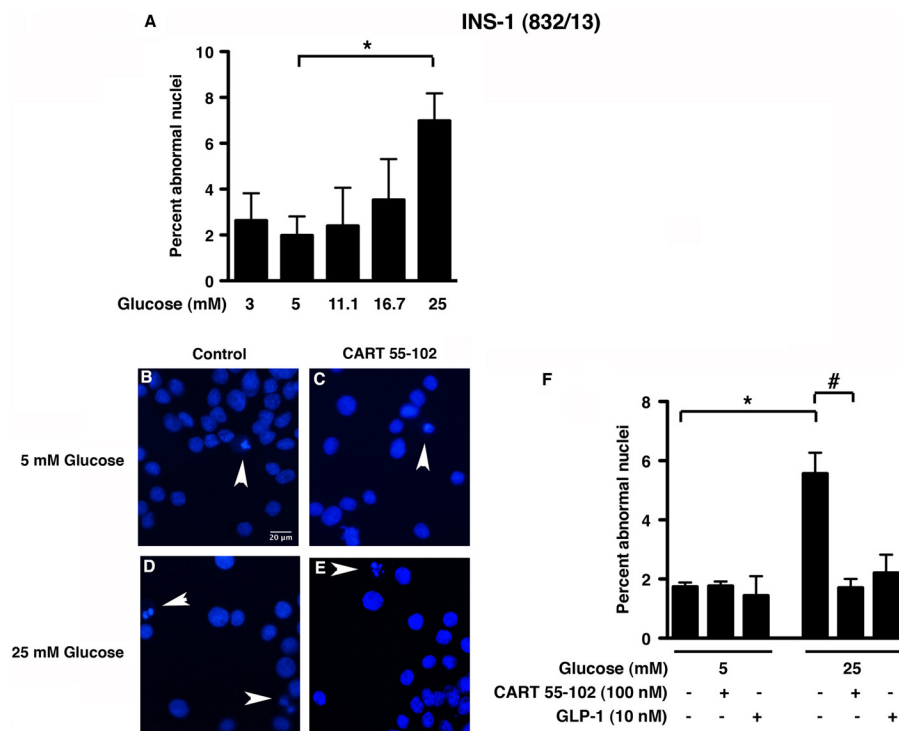 A
INS-1 (832/13)
Percent abnormal nuclei
10
8
6
4
2
0
*
Glucose (mM) 3 5 11.1 16.7 25
Control CART 55-102
5 mM Glucose
B
C
20 µm
25 mM Glucose
D
E
F
Percent abnormal nuclei
8
6
4
2
0
*
#
Glucose (mM) 5 25
CART 55-102 (100 nM) - + - - + -
GLP-1 (10 nM) - - + - - +